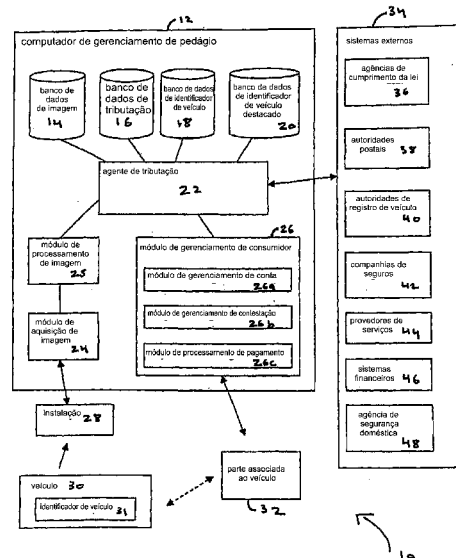 12
computador de gerenciamento de pedágio
banco de
dados
de imagem
14
banco de
dados de
tributação
16
banco de
dados
de identificador
de veículo
18
banco de dados
de identificador
de veículo
destacado
20
agente de tributação
22
módulo de
processamento
de imagem
25
módulo de
aquisição de
imagem
24
26
módulo de gerenciamento de consumidor
módulo de gerenciamento de conta
26a
módulo de gerenciamento de contestação
26b
módulo de processamento de pagamento
26c
instalação 28
veículo 30
identificador de veículo 31
parte associada
ao veículo
32
34
sistemas externos
agências de
cumprimento da lei
36
autoridades
postais
38
autoridades de
registro de veículo
40
companhias de
seguros
42
provedores de
serviços 44
sistemas
financeiros 46
agência de
segurança
doméstica
48
10